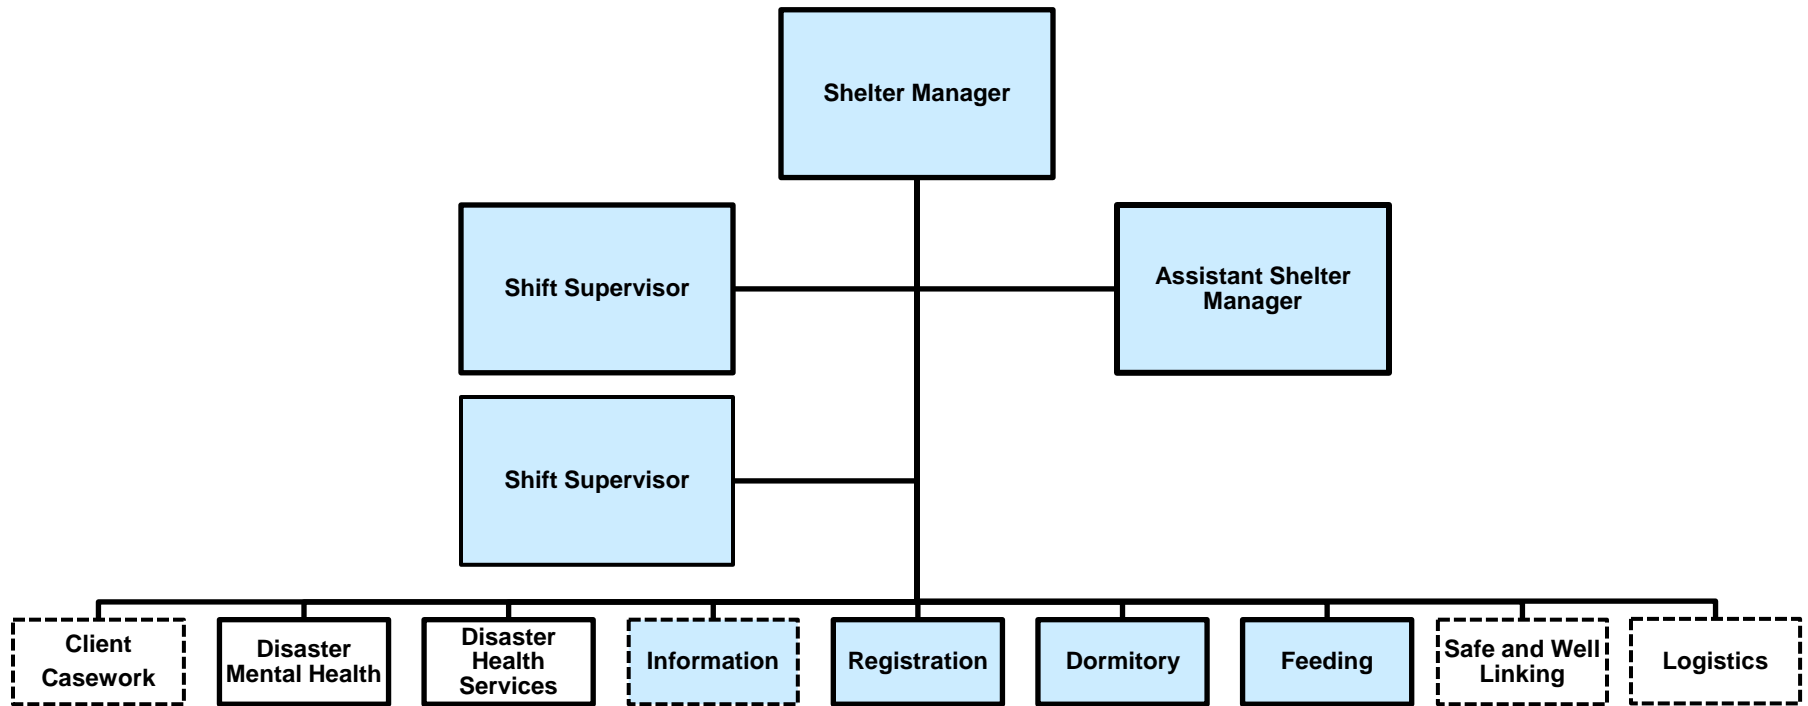 Shelter Manager
Shift Supervisor
Assistant Shelter
Manager
Shift Supervisor
Client
Casework
Disaster
Mental Health
Disaster
Health
Services
Information
Registration
Dormitory
Feeding
Safe and Well
Linking
Logistics